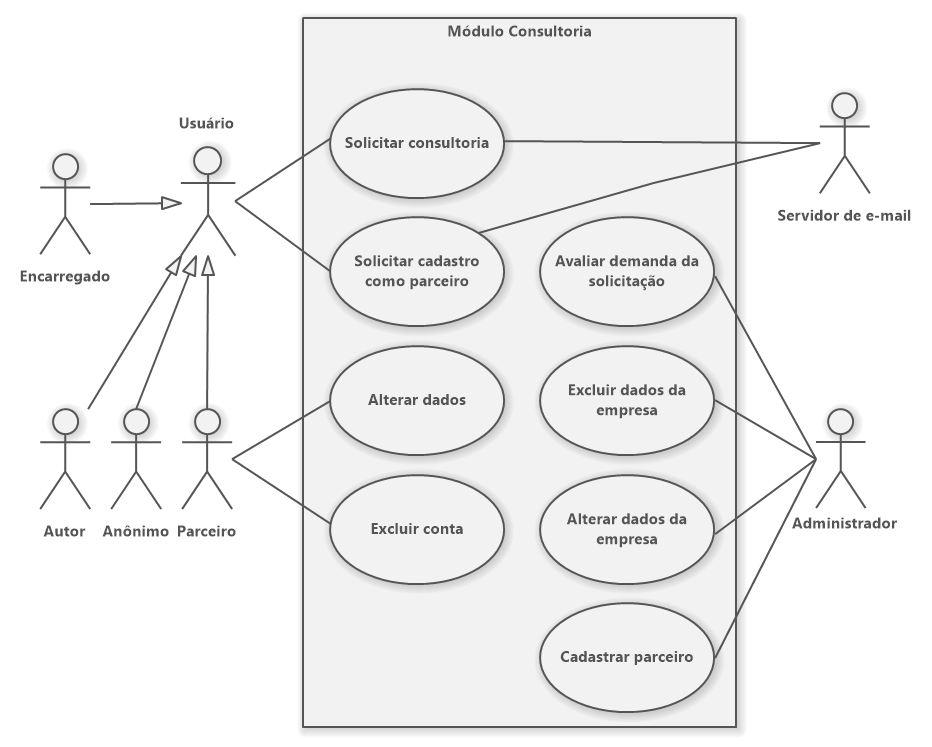 Módulo Consultoria
Usuário
Solicitar consultoria
Servidor de e-mail
Encarregado
Solicitar cadastro
como parceiro
Avaliar demanda da
solicitação
Alterar dados
Excluir dados da
empresa
Autor
Anônimo
Parceiro
Excluir conta
Alterar dados da
empresa
Administrador
Cadastrar parceiro